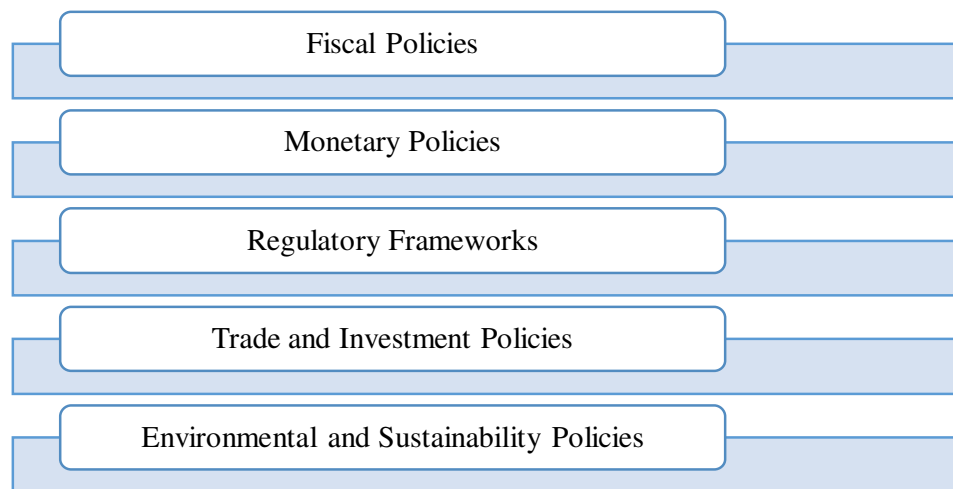 Fiscal Policies
Monetary Policies
Regulatory Frameworks
Trade and Investment Policies
Environmental and Sustainability Policies